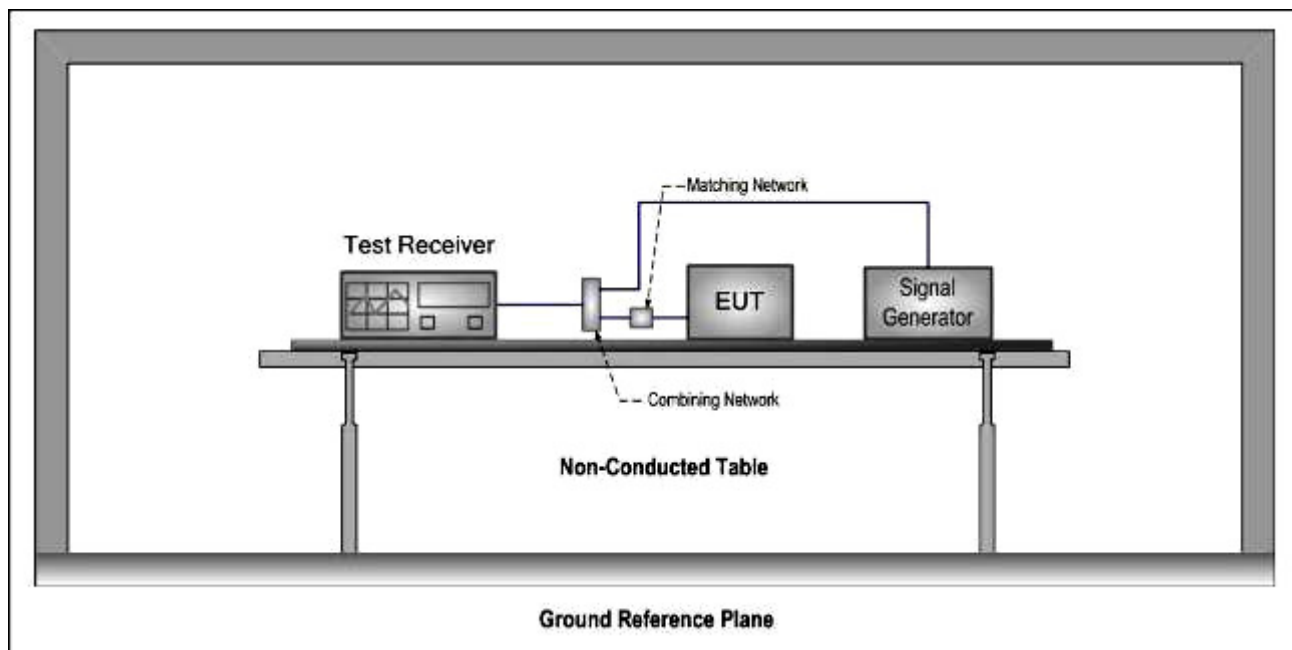 Matching Network
Test Receiver
EUT
Signal
Generator
Combining Network
Non-Conducted Table
Ground Reference Plane